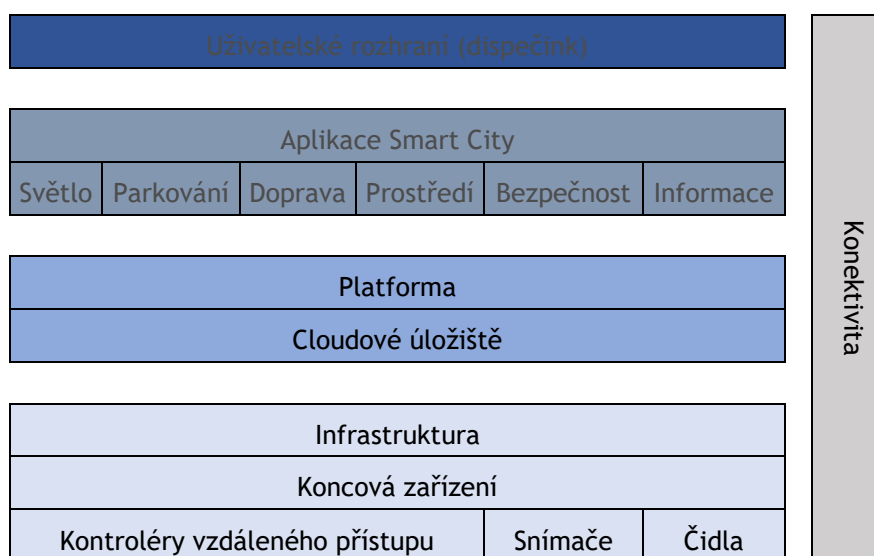 Uživatelské rozhraní (dispečink)
Aplikace Smart City
Světlo Parkování Doprava Prostředí Bezpečnost Informace
Platforma
Cloudové úložiště
Infrastruktura
Koncová zařízení
Kontroléry vzdáleného přístupu Snímače Čidla
Konektivita